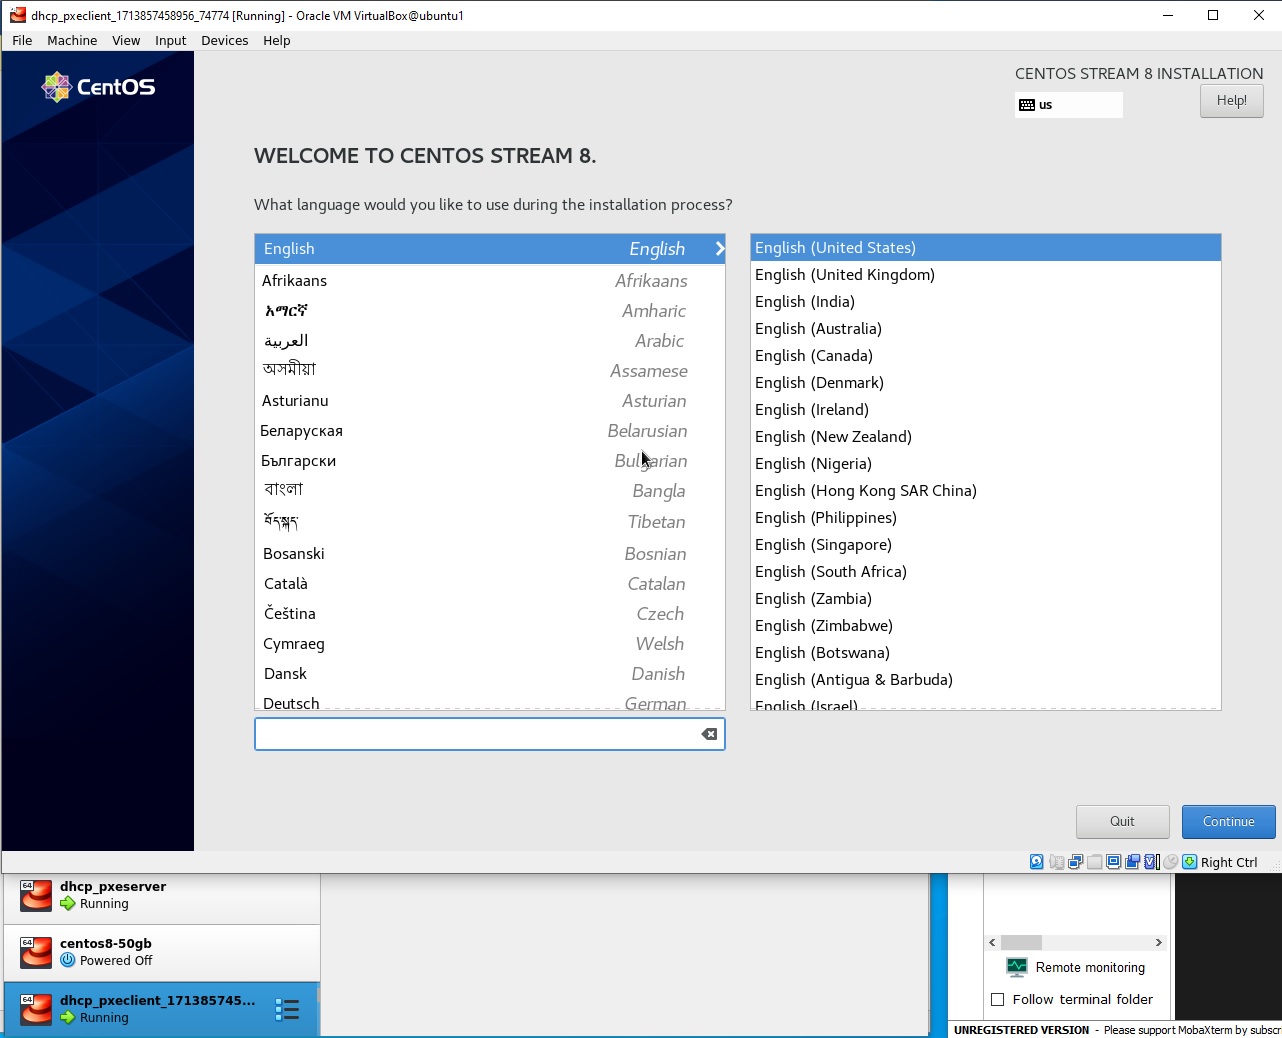 dhcp_pxeclient_1713857458956_74774 [Running] - Oracle VM VirtualBox@ubuntu1
File Machine View Input Devices Help
CentOS
CENTOS STREAM 8 INSTALLATION
us
Help!
WELCOME TO CENTOS STREAM 8.
What language would you like to use during the installation process?
English English
Afrikaans Afrikaans
አማርኛ Amharic
العربية Arabic
অসমীয়া Assamese
Asturianu Asturian
Беларуская Belarusian
Български Bulgarian
বাংলা Bangla
བོད་སྐད་ Tibetan
Bosanski Bosnian
Català Catalan
Čeština Czech
Cymraeg Welsh
Dansk Danish
Deutsch German
English (United States)
English (United Kingdom)
English (India)
English (Australia)
English (Canada)
English (Denmark)
English (Ireland)
English (New Zealand)
English (Nigeria)
English (Hong Kong SAR China)
English (Philippines)
English (Singapore)
English (South Africa)
English (Zambia)
English (Zimbabwe)
English (Botswana)
English (Antigua & Barbuda)
English (Israel)
Quit
Continue
Right Ctrl
64
dhcp_pxeserver
Running
64
centos8-50gb
Powered Off
64
dhcp_pxeclient_171385745...
Running
Remote monitoring
Follow terminal folder
UNREGISTERED VERSION - Please support MobaXterm by subscr